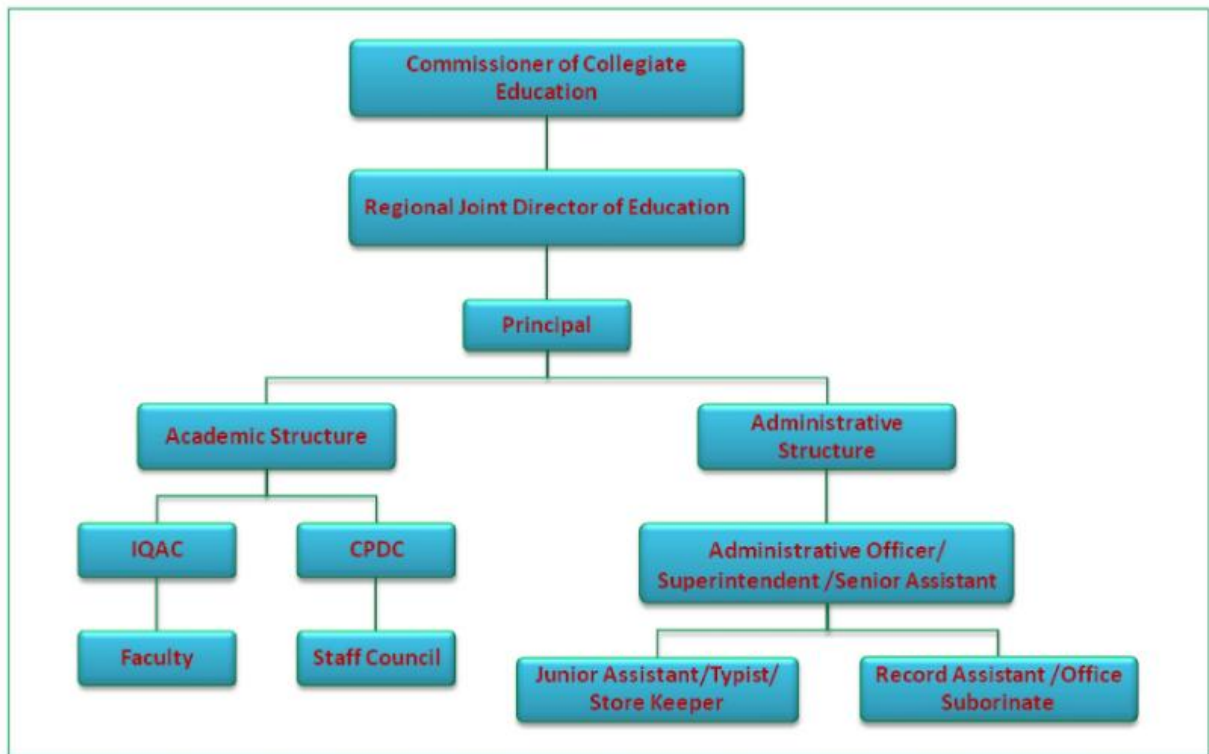 Commissioner of Collegiate
Education
Regional Joint Director of Education
Principal
Academic Structure
Administrative
Structure
IQAC
CPDC
Administrative Officer/
Superintendent /Senior Assistant
Faculty
Staff Council
Junior Assistant/Typist/
Store Keeper
Record Assistant /Office
Suborinate